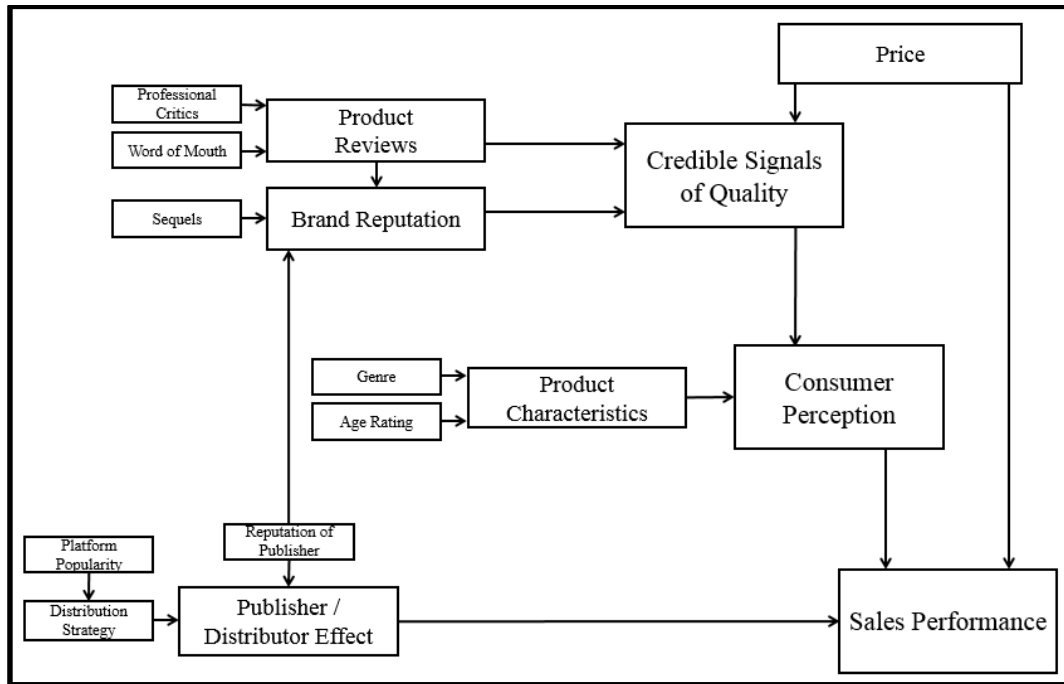 Price
Professional
Critics
Product
Reviews
Word of Mouth
Credible Signals
of Quality
Sequels
Brand Reputation
Genre
Product
Characteristics
Age Rating
Consumer
Perception
Reputation of
Publisher
Platform
Popularity
Distribution
Strategy
Publisher /
Distributor Effect
Sales Performance